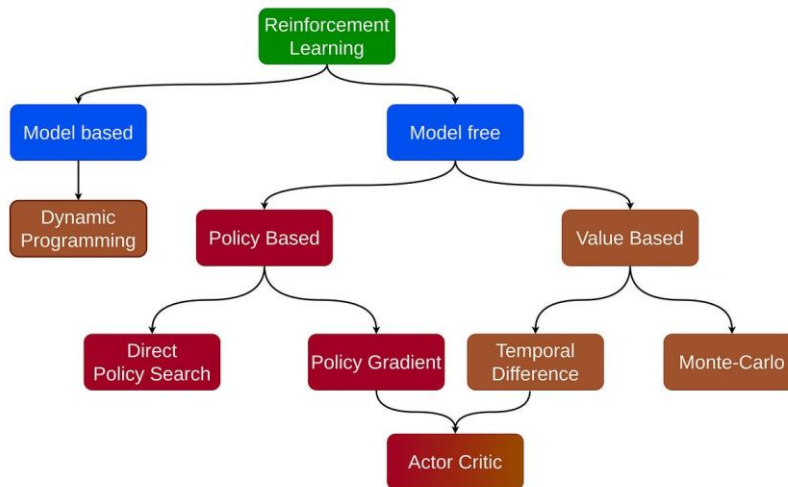 Reinforcement
Learning
Model based
Model free
Dynamic
Programming
Policy Based
Value Based
Direct
Policy Search
Policy Gradient
Temporal
Difference
Monte-Carlo
Actor Critic